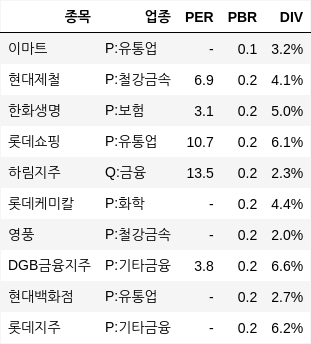 종목 업종 PER PBR DIV
이마트 P:유통업 - 0.1 3.2%
현대제철 P:철강금속 6.9 0.2 4.1%
한화생명 P:보험 3.1 0.2 5.0%
롯데쇼핑 P:유통업 10.7 0.2 6.1%
하림지주 Q:금융 13.5 0.2 2.3%
롯데케미칼 P:화학 - 0.2 4.4%
영풍 P:철강금속 - 0.2 2.0%
DGB금융지주 P:기타금융 3.8 0.2 6.6%
현대백화점 P:유통업 - 0.2 2.7%
롯데지주 P:기타금융 - 0.2 6.2%